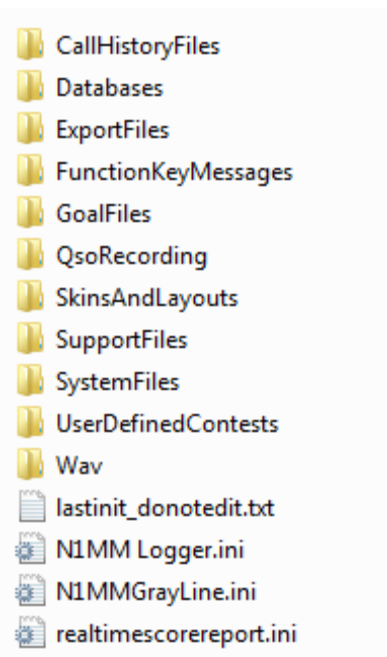 CallHistoryFiles
Databases
ExportFiles
FunctionKeyMessages
GoalFiles
QsoRecording
SkinsAndLayouts
SupportFiles
SystemFiles
UserDefinedContests
Wav
lastinit_donotedit.txt
N1MM Logger.ini
N1MMGrayLine.ini
realtimescorereport.ini